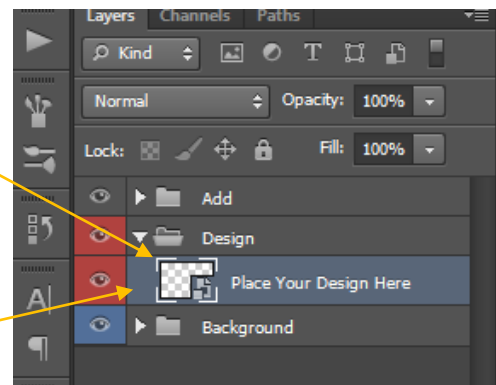 Layers Channels Paths
Kind T
Normal Opacity: 100%
Lock: Fill: 100%
Add
Design
Place Your Design Here
Background
A
¶